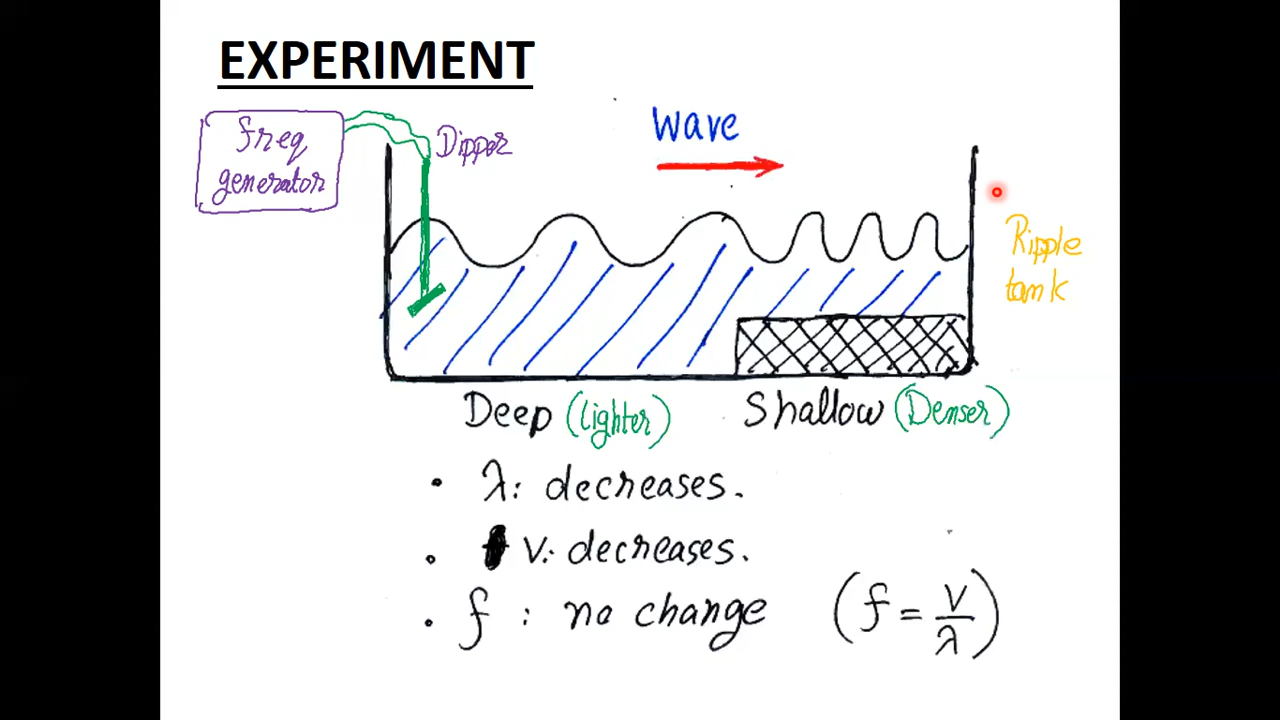 EXPERIMENT
freq
generator
Dipper
Wave
Ripple
tank
Deep (Lighter)
Shallow (Denser)
• λ: decreases.
• v: decreases.
• f : no change (f = v/λ)